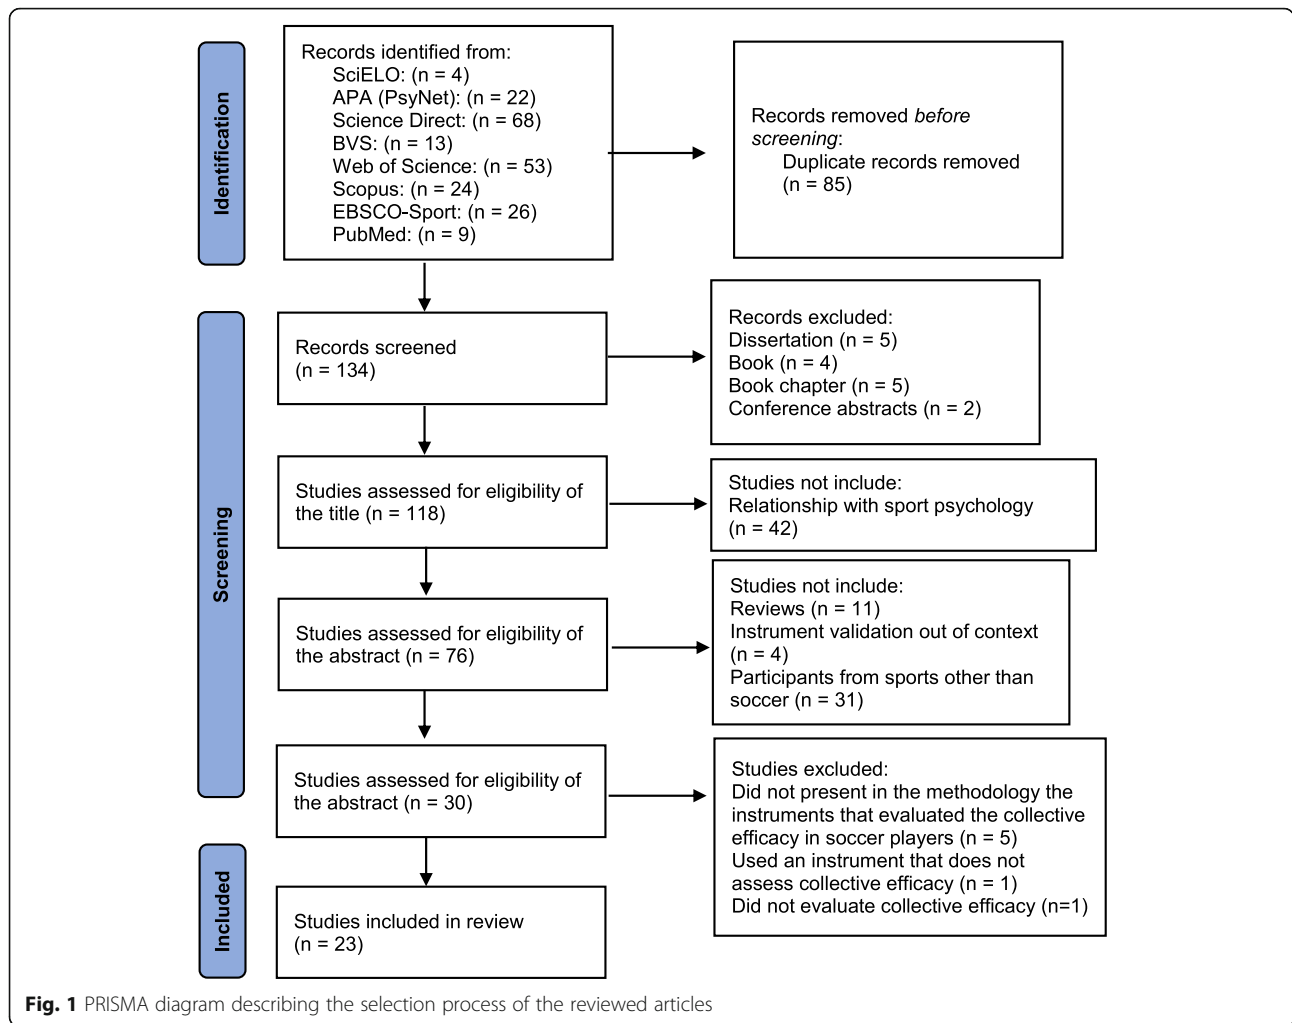 Identification
Records identified from:
SciELO: (n = 4)
APA (PsyNet): (n = 22)
Science Direct: (n = 68)
BVS: (n = 13)
Web of Science: (n = 53)
Scopus: (n = 24)
EBSCO-Sport: (n = 26)
PubMed: (n = 9)
Records removed before
screening:
Duplicate records removed
(n = 85)
Screening
Records screened
(n = 134)
Records excluded:
Dissertation (n = 5)
Book (n = 4)
Book chapter (n = 5)
Conference abstracts (n = 2)
Studies assessed for eligibility of
the title (n = 118)
Studies not include:
Relationship with sport psychology
(n = 42)
Studies assessed for eligibility of
the abstract (n = 76)
Studies not include:
Reviews (n = 11)
Instrument validation out of context
(n = 4)
Participants from sports other than
soccer (n = 31)
Studies assessed for eligibility of
the abstract (n = 30)
Studies excluded:
Did not present in the methodology the
instruments that evaluated the collective
efficacy in soccer players (n = 5)
Used an instrument that does not
assess collective efficacy (n = 1)
Did not evaluate collective efficacy (n=1)
Included
Studies included in review
(n = 23)
Fig. 1 PRISMA diagram describing the selection process of the reviewed articles